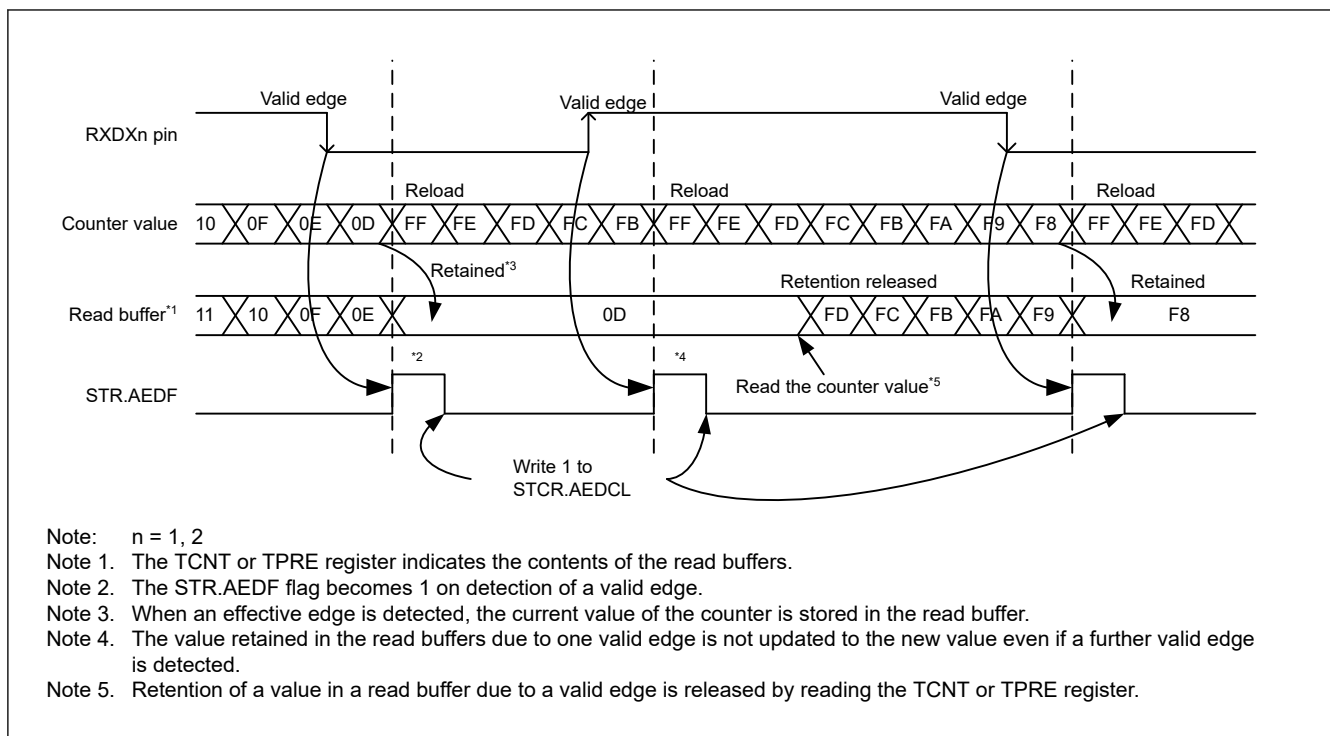 Valid edge Valid edge Valid edge
RXDXn pin
Reload Reload Reload
Counter value 10 0F 0E 0D FF FE FD FC FB FF FE FD FC FB FA F9 F8 FF FE FD
Retained*3 Retention released Retained
Read buffer*1 11 10 0F 0E 0D FD FC FB FA F9 F8
*2 *4
Read the counter value*5
STR.AEDF
Write 1 to
STCR.AEDCL
Note: n = 1, 2
Note 1. The TCNT or TPRE register indicates the contents of the read buffers.
Note 2. The STR.AEDF flag becomes 1 on detection of a valid edge.
Note 3. When an effective edge is detected, the current value of the counter is stored in the read buffer.
Note 4. The value retained in the read buffers due to one valid edge is not updated to the new value even if a further valid edge
is detected.
Note 5. Retention of a value in a read buffer due to a valid edge is released by reading the TCNT or TPRE register.